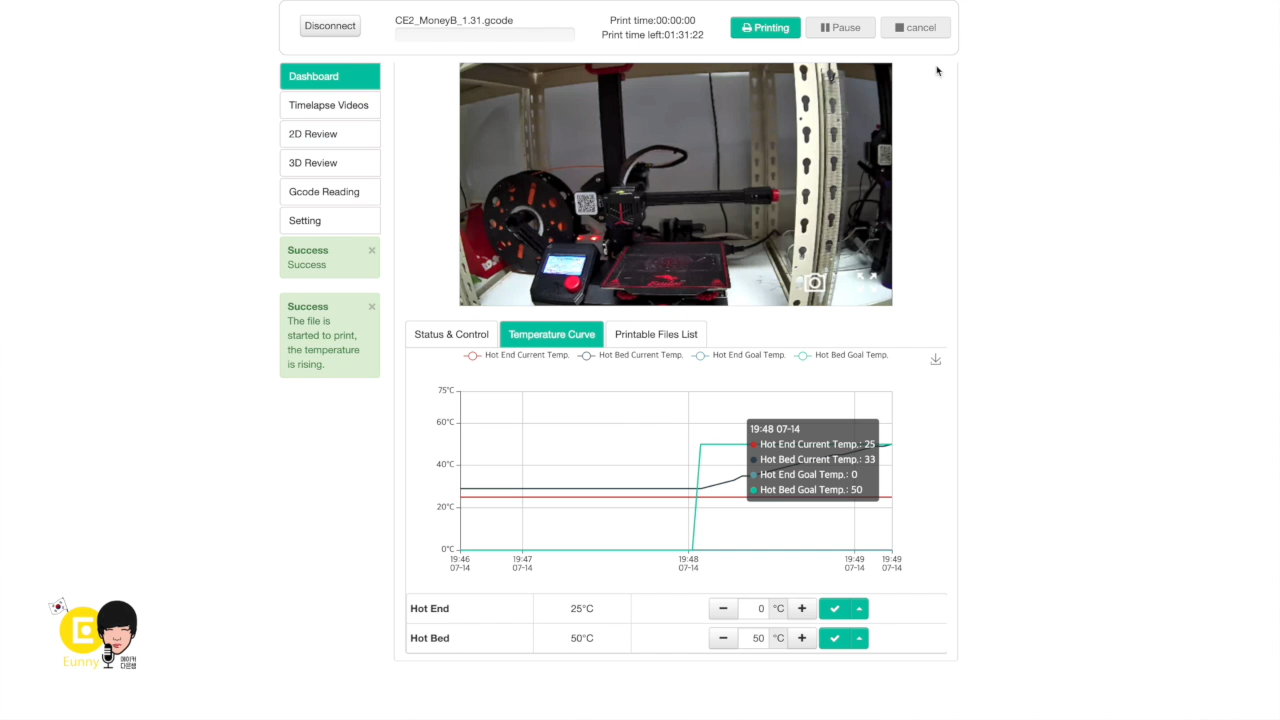 Disconnect
CE2_MoneyB_1.31.gcode
Print time:00:00:00
Print time left:01:31:22
Printing
Pause
cancel
Dashboard
Timelapse Videos
2D Review
3D Review
Gcode Reading
Setting
Success ×
Success
Success ×
The file is
started to print,
the temperature
is rising.
Status & Control
Temperature Curve
Printable Files List
Hot End Current Temp.
Hot Bed Current Temp.
Hot End Goal Temp.
Hot Bed Goal Temp.
75°C
60°C
40°C
20°C
0°C
19:46
07-14
19:47
07-14
19:48
07-14
19:49
07-14
19:49
07-14
19:48 07-14
Hot End Current Temp.: 25
Hot Bed Current Temp.: 33
Hot End Goal Temp.: 0
Hot Bed Goal Temp.: 50
Hot End 25°C − 0 °C +
Hot Bed 50°C − 50 °C +
E
Eunny
메이커
다은쌤